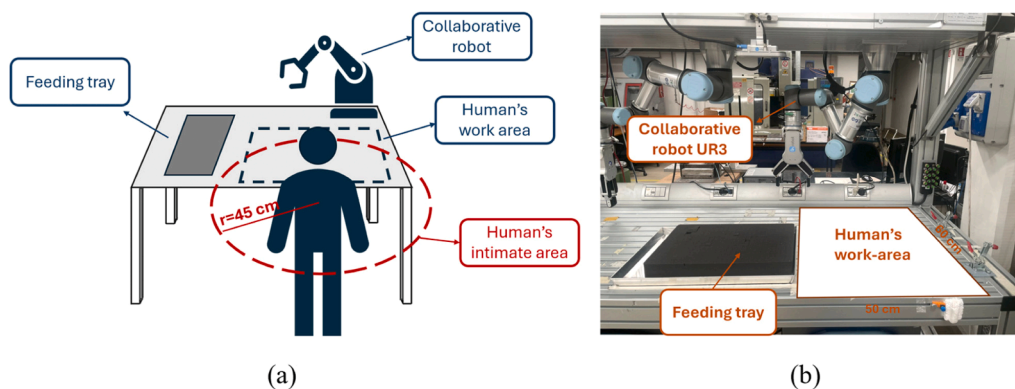 Collaborative
robot
Feeding tray
Human's
work area
r=45 cm
Human's
intimate area
(a)
Collaborative
robot UR3
Human's
work-area
60 cm
Feeding tray
50 cm
(b)